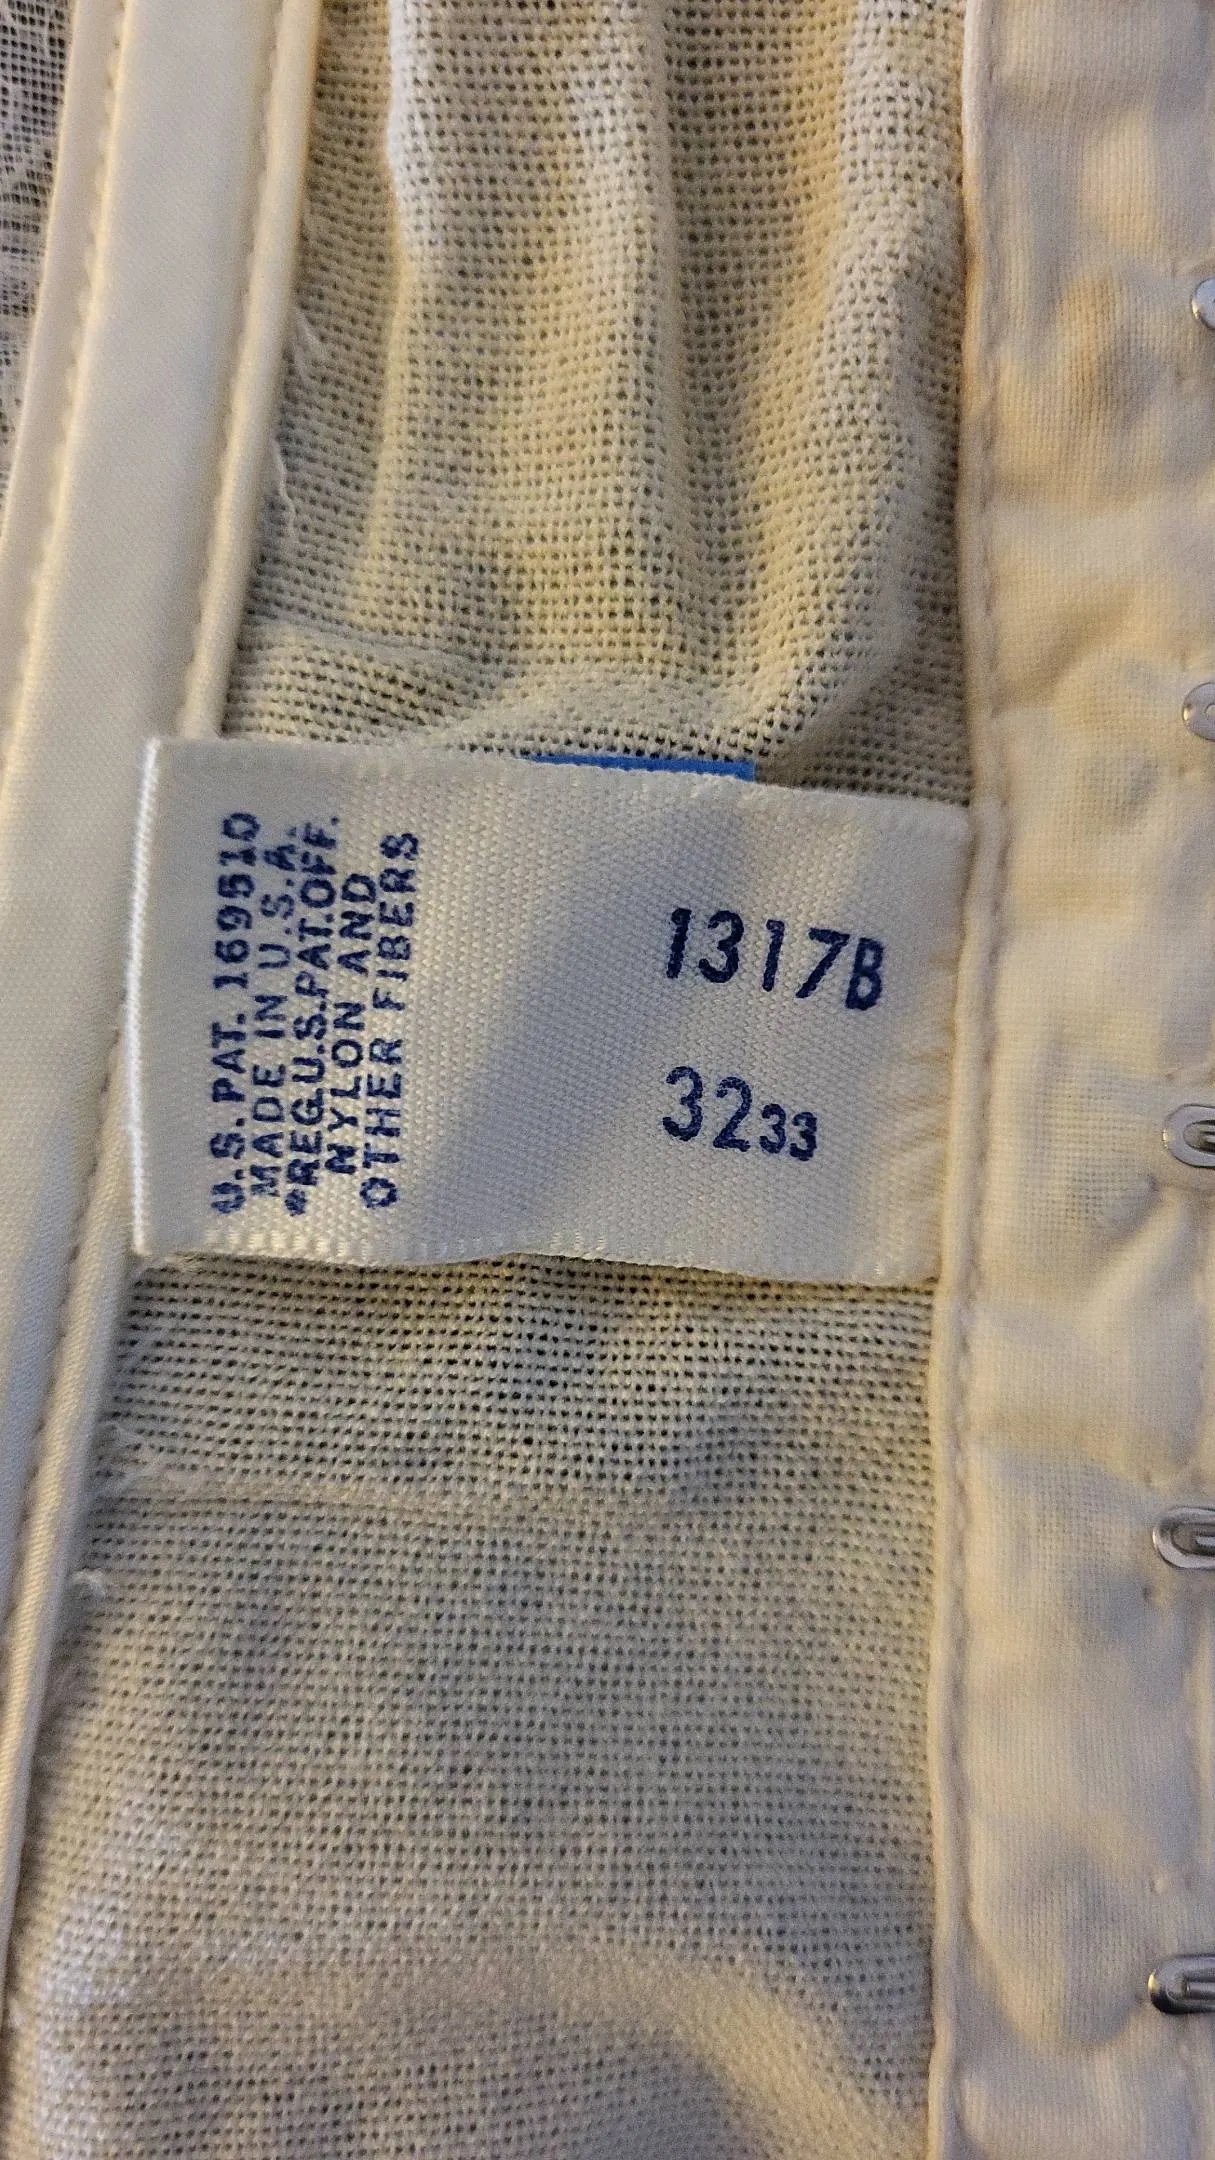 U.S. PAT. 169510
MADE IN U.S.A.
*REG.U.S.PAT.OFF.
NYLON AND
OTHER FIBERS
1317B
3233